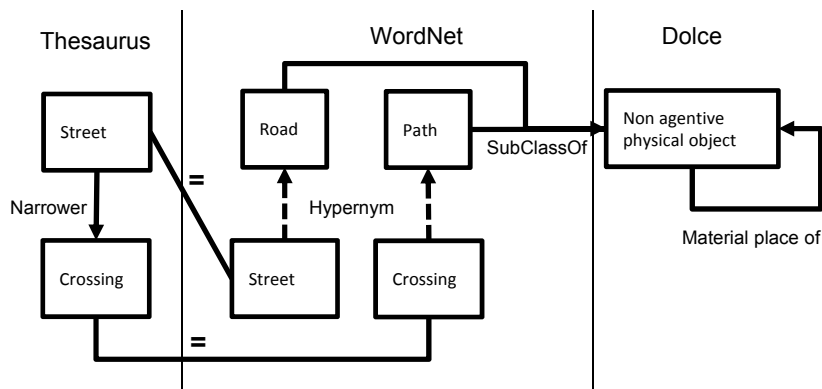 Thesaurus
WordNet
Dolce
Street
Road
Path
Non agentive
physical object
SubClassOf
=
Narrower
Hypernym
Material place of
Crossing
Street
Crossing
=